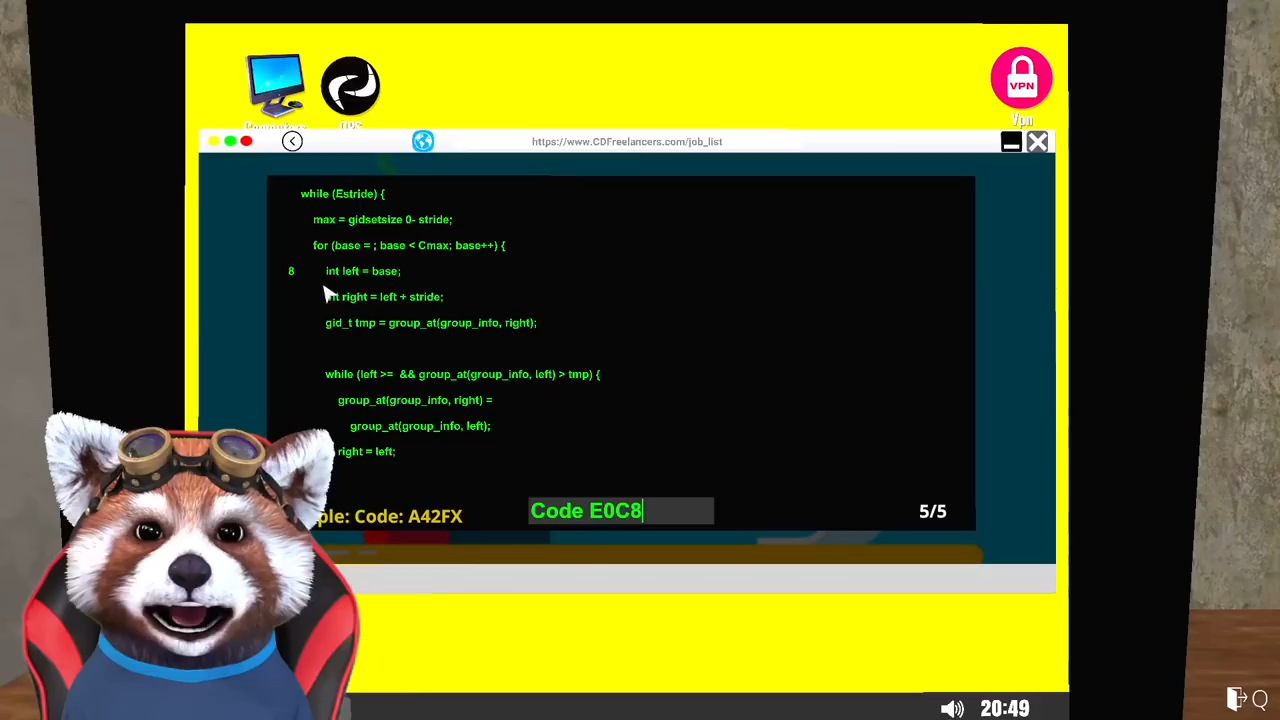 VPN
Vpn
https://www.CDFreelancers.com/job_list
while (Estride) {
max = gidsetsize 0- stride;
for (base = ; base < Cmax; base++) {
8 int left = base;
right = left + stride;
gid_t tmp = group_at(group_info, right);
while (left >= && group_at(group_info, left) > tmp) {
group_at(group_info, right) =
group_at(group_info, left);
right = left;
ple: Code: A42FX
Code E0C8
5/5
20:49
Q